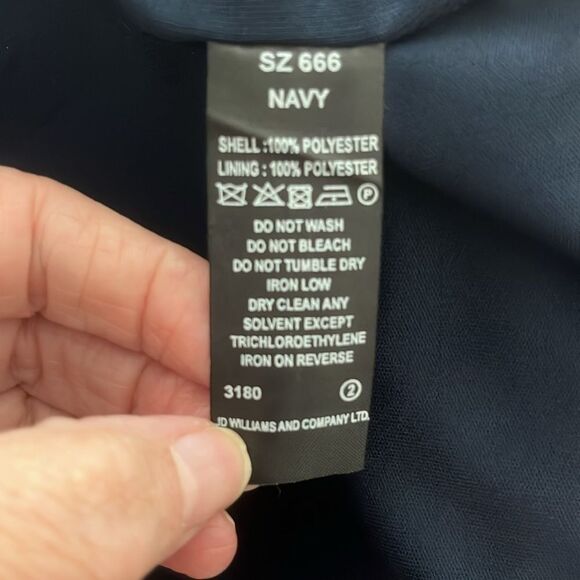 SZ 666
NAVY
SHELL :100% POLYESTER
LINING : 100% POLYESTER
P
DO NOT WASH
DO NOT BLEACH
DO NOT TUMBLE DRY
IRON LOW
DRY CLEAN ANY
SOLVENT EXCEPT
TRICHLOROETHYLENE
IRON ON REVERSE
3180 2
JD WILLIAMS AND COMPANY LTD.